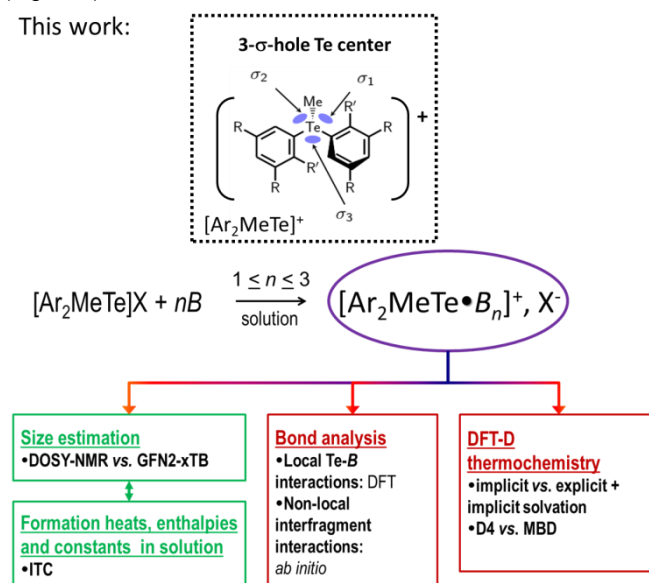 This work:
3-σ-hole Te center
σ2
σ1
Me
R'
R
Te
R
R'
R
R
+
σ3
[Ar2MeTe]+
[Ar2MeTe]X + nB
1 ≤ n ≤ 3
solution
[Ar2MeTe•Bn]+, X-
Size estimation
•DOSY-NMR vs. GFN2-xTB
Formation heats, enthalpies
and constants in solution
•ITC
Bond analysis
•Local Te-B
interactions: DFT
•Non-local
interfragment
interactions:
ab initio
DFT-D
thermochemistry
•implicit vs. explicit +
implicit solvation
•D4 vs. MBD